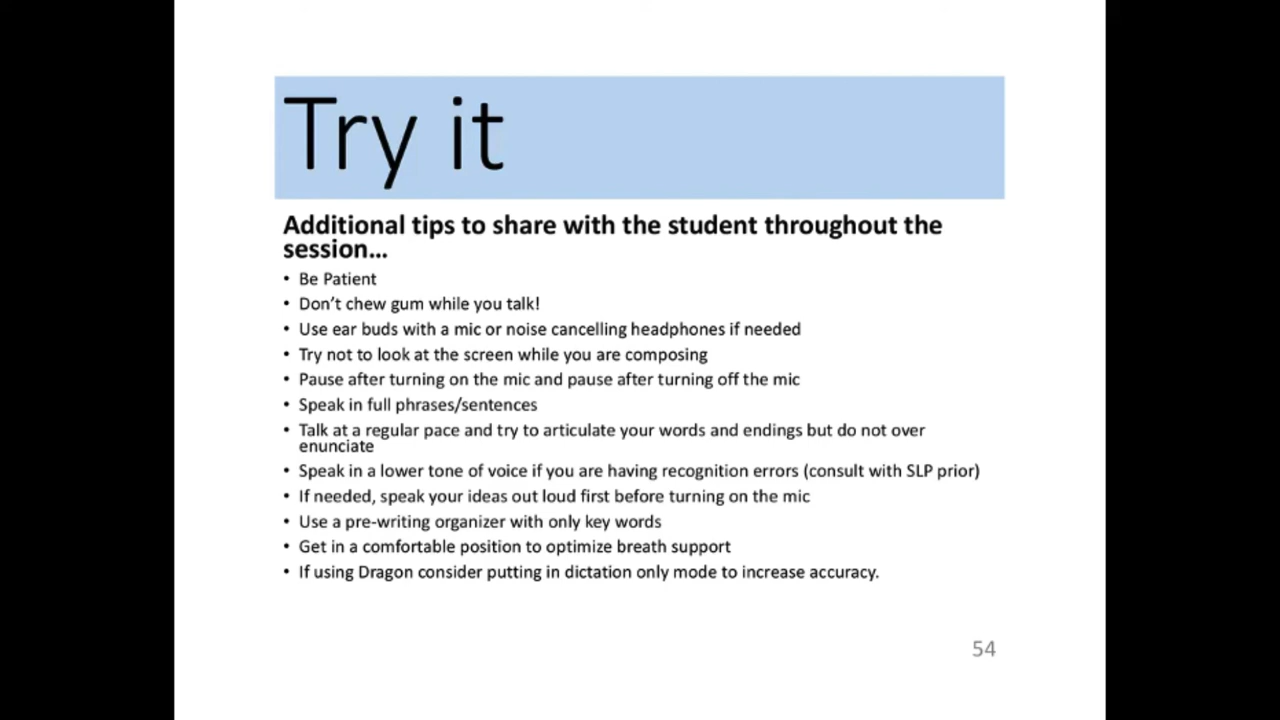 Try it
Additional tips to share with the student throughout the
session...
• Be Patient
• Don't chew gum while you talk!
• Use ear buds with a mic or noise cancelling headphones if needed
• Try not to look at the screen while you are composing
• Pause after turning on the mic and pause after turning off the mic
• Speak in full phrases/sentences
• Talk at a regular pace and try to articulate your words and endings but do not over
enunciate
• Speak in a lower tone of voice if you are having recognition errors (consult with SLP prior)
• If needed, speak your ideas out loud first before turning on the mic
• Use a pre-writing organizer with only key words
• Get in a comfortable position to optimize breath support
• If using Dragon consider putting in dictation only mode to increase accuracy.
54